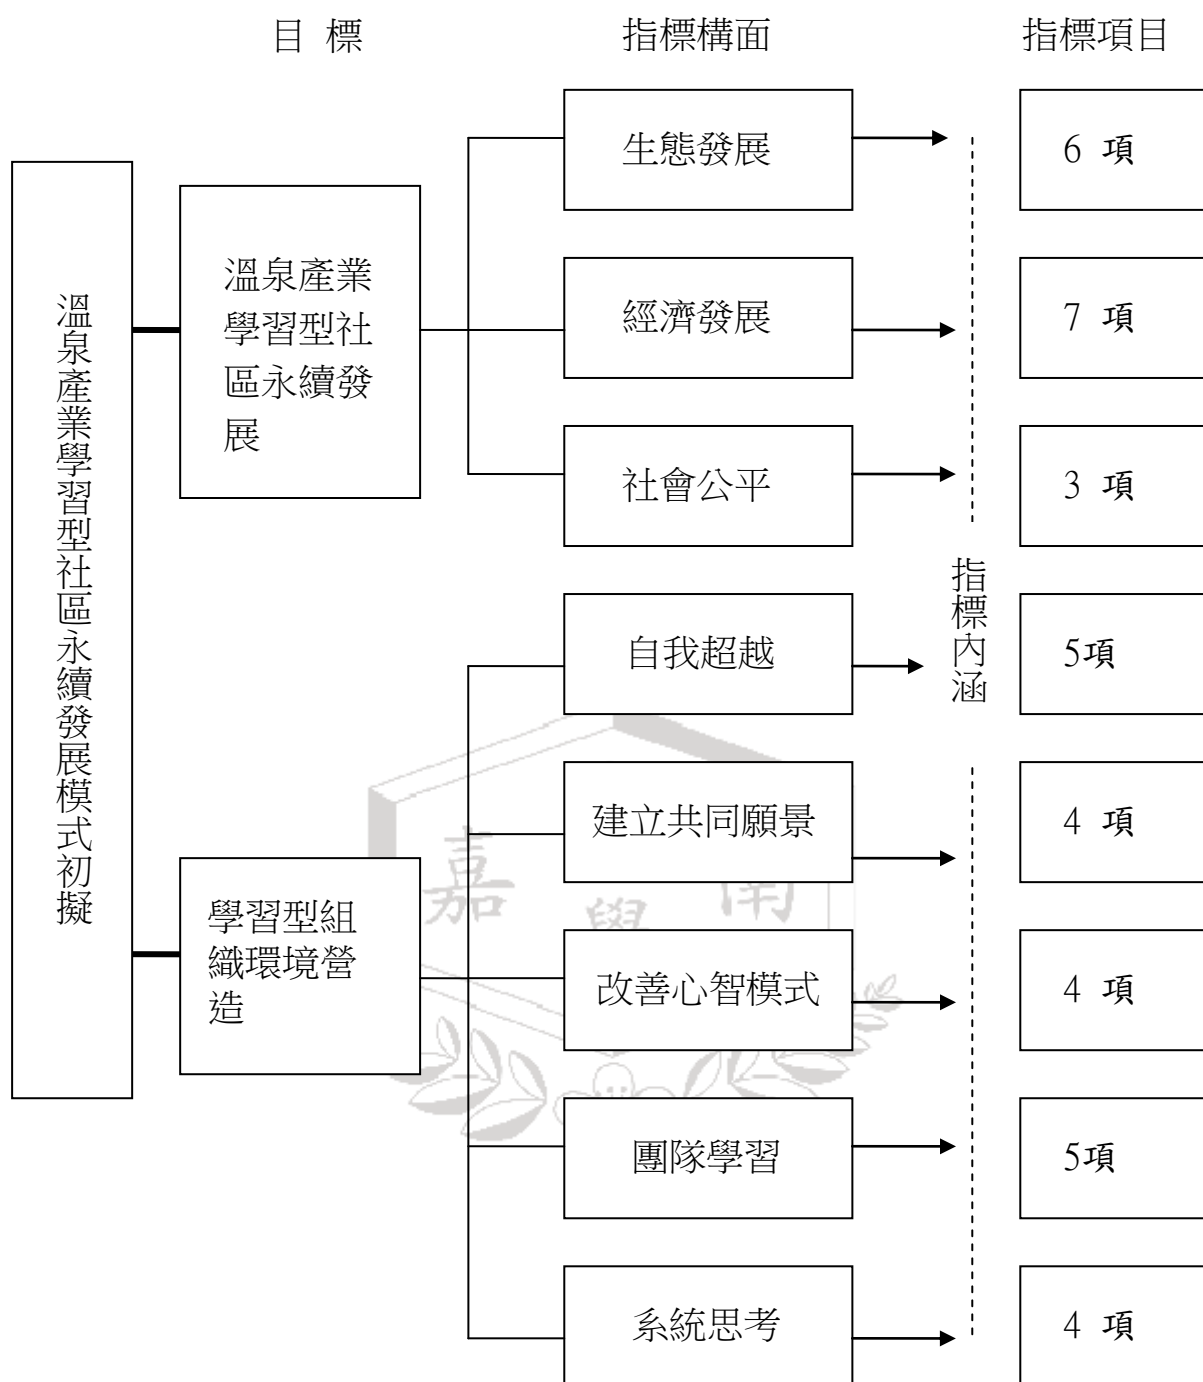 目 標
指標構面
指標項目
溫泉產業學習型社區永續發展模式初擬
溫泉產業
學習型社
區永續發
展
生態發展
6 項
經濟發展
7 項
社會公平
3 項
指標內涵
自我超越
5項
建立共同願景
4 項
學習型組
織環境營
造
改善心智模式
4 項
團隊學習
5項
系統思考
4 項
嘉
南